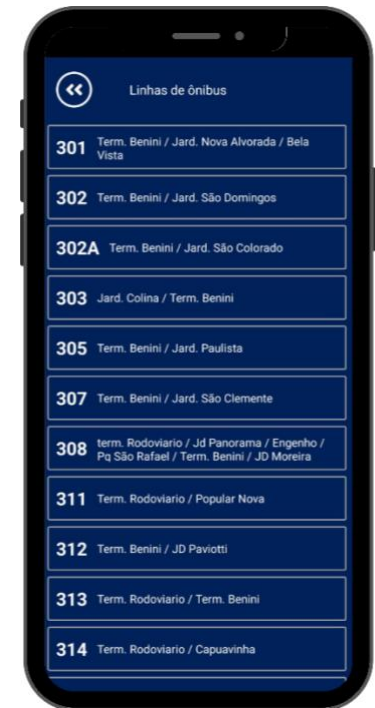 Linhas de ônibus
301 Term. Benini / Jard. Nova Alvorada / Bela
Vista
302 Term. Benini / Jard. São Domingos
302A Term. Benini / Jard. São Colorado
303 Jard. Colina / Term. Benini
305 Term. Benini / Jard. Paulista
307 Term. Benini / Jard. São Clemente
308 term. Rodoviario / Jd Panorama / Engenho /
Pq São Rafael / Term. Benini / JD Moreira
311 Term. Rodoviario / Popular Nova
312 Term. Benini / JD Paviotti
313 Term. Rodoviario / Term. Benini
314 Term. Rodoviario / Capuavinha